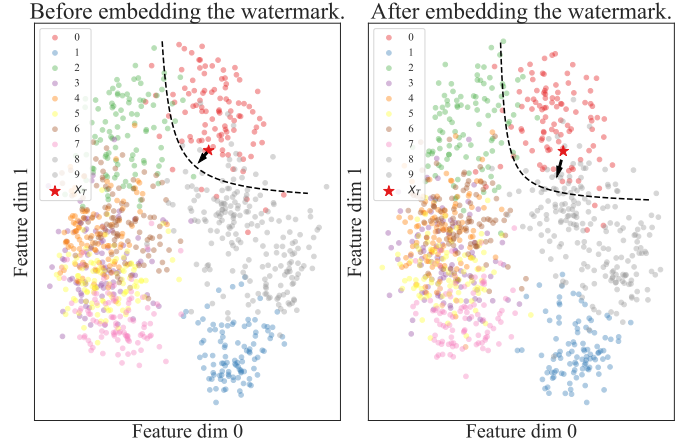 Before embedding the watermark.
0
1
2
3
4
5
6
7
8
9
X_T
Feature dim 1
Feature dim 0
After embedding the watermark.
0
1
2
3
4
5
6
7
8
9
X_T
Feature dim 1
Feature dim 0